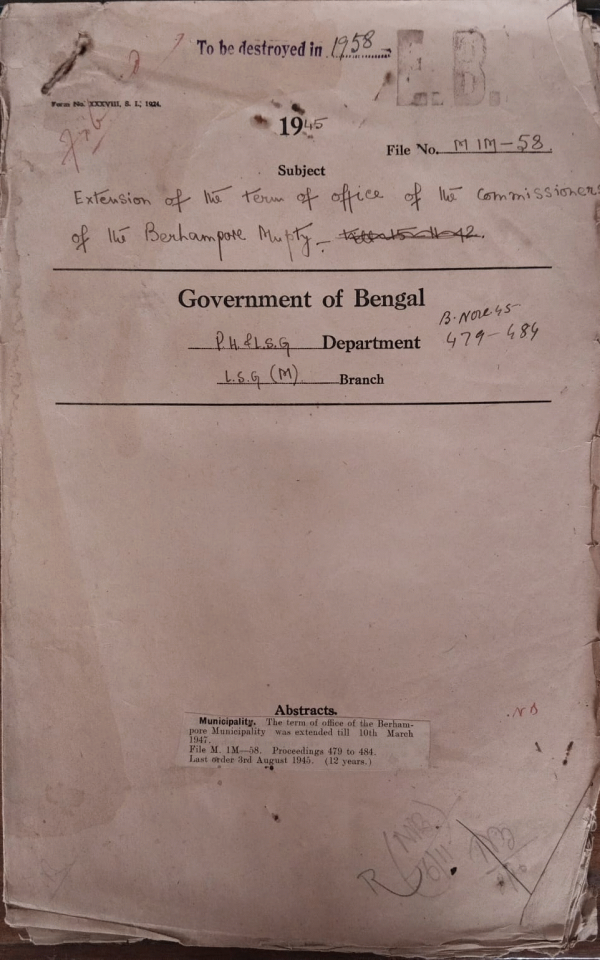 To be destroyed in 1958
E. B.
Form No. XXXVIII, S. I., 1924.
1945
File No. M 1M-58.
Subject
Extension of the term of office of the Commissioners
of the Berhampore Mupty.
Government of Bengal
P.H. & L.S.G Department
B. Nov. 45
479-484
L.S.G (M) Branch
Abstracts.
Municipality. The term of office of the Berham-
pore Municipality was extended till 10th March
1947.
File M. 1M—58. Proceedings 479 to 484.
Last order 3rd August 1945. (12 years.)